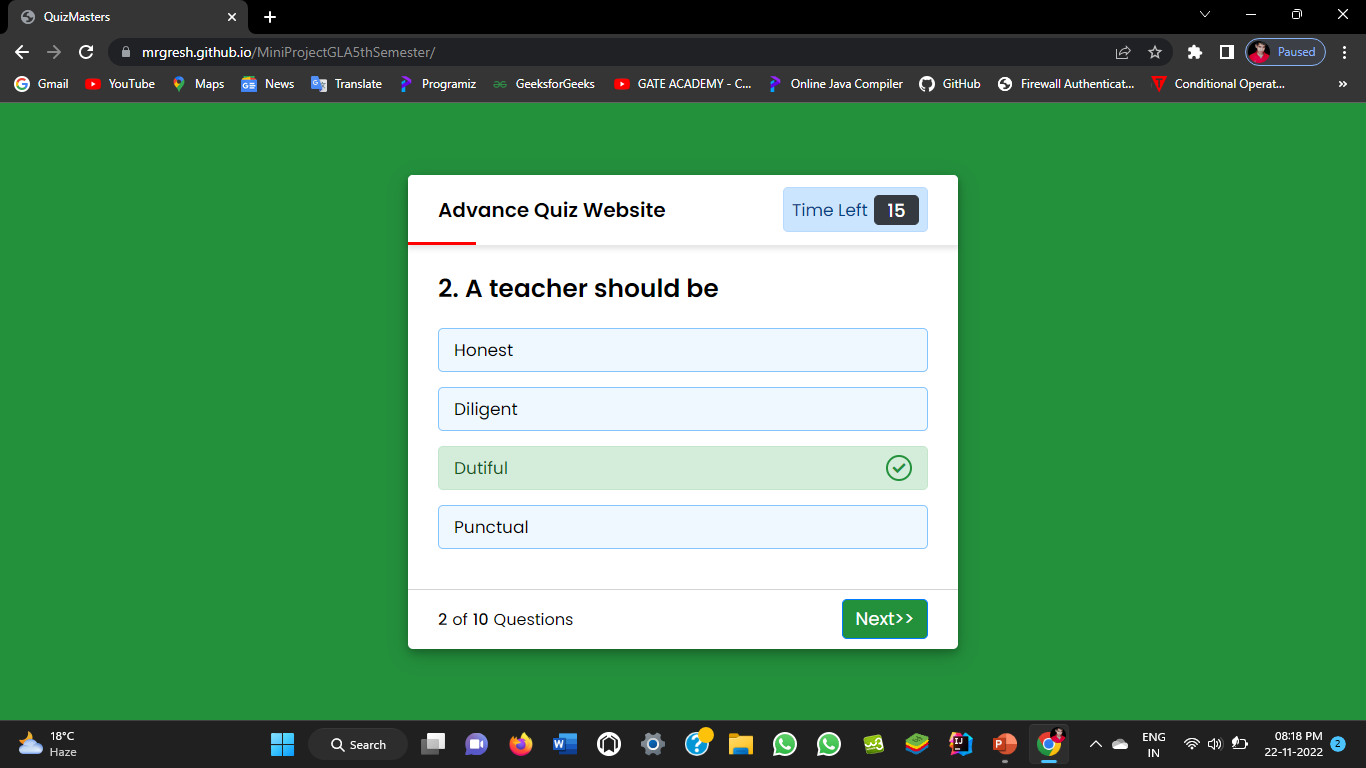 QuizMasters
mrgresh.github.io/MiniProjectGLA5thSemester/
Paused
Gmail YouTube Maps News Translate Programiz GeeksforGeeks GATE ACADEMY - C... Online Java Compiler GitHub Firewall Authenticat... Conditional Operat... »
Advance Quiz Website
Time Left 15
2. A teacher should be
Honest
Diligent
Dutiful
Punctual
2 of 10 Questions
Next>>
18°C
Haze
Search
ENG
IN
08:18 PM
22-11-2022
2